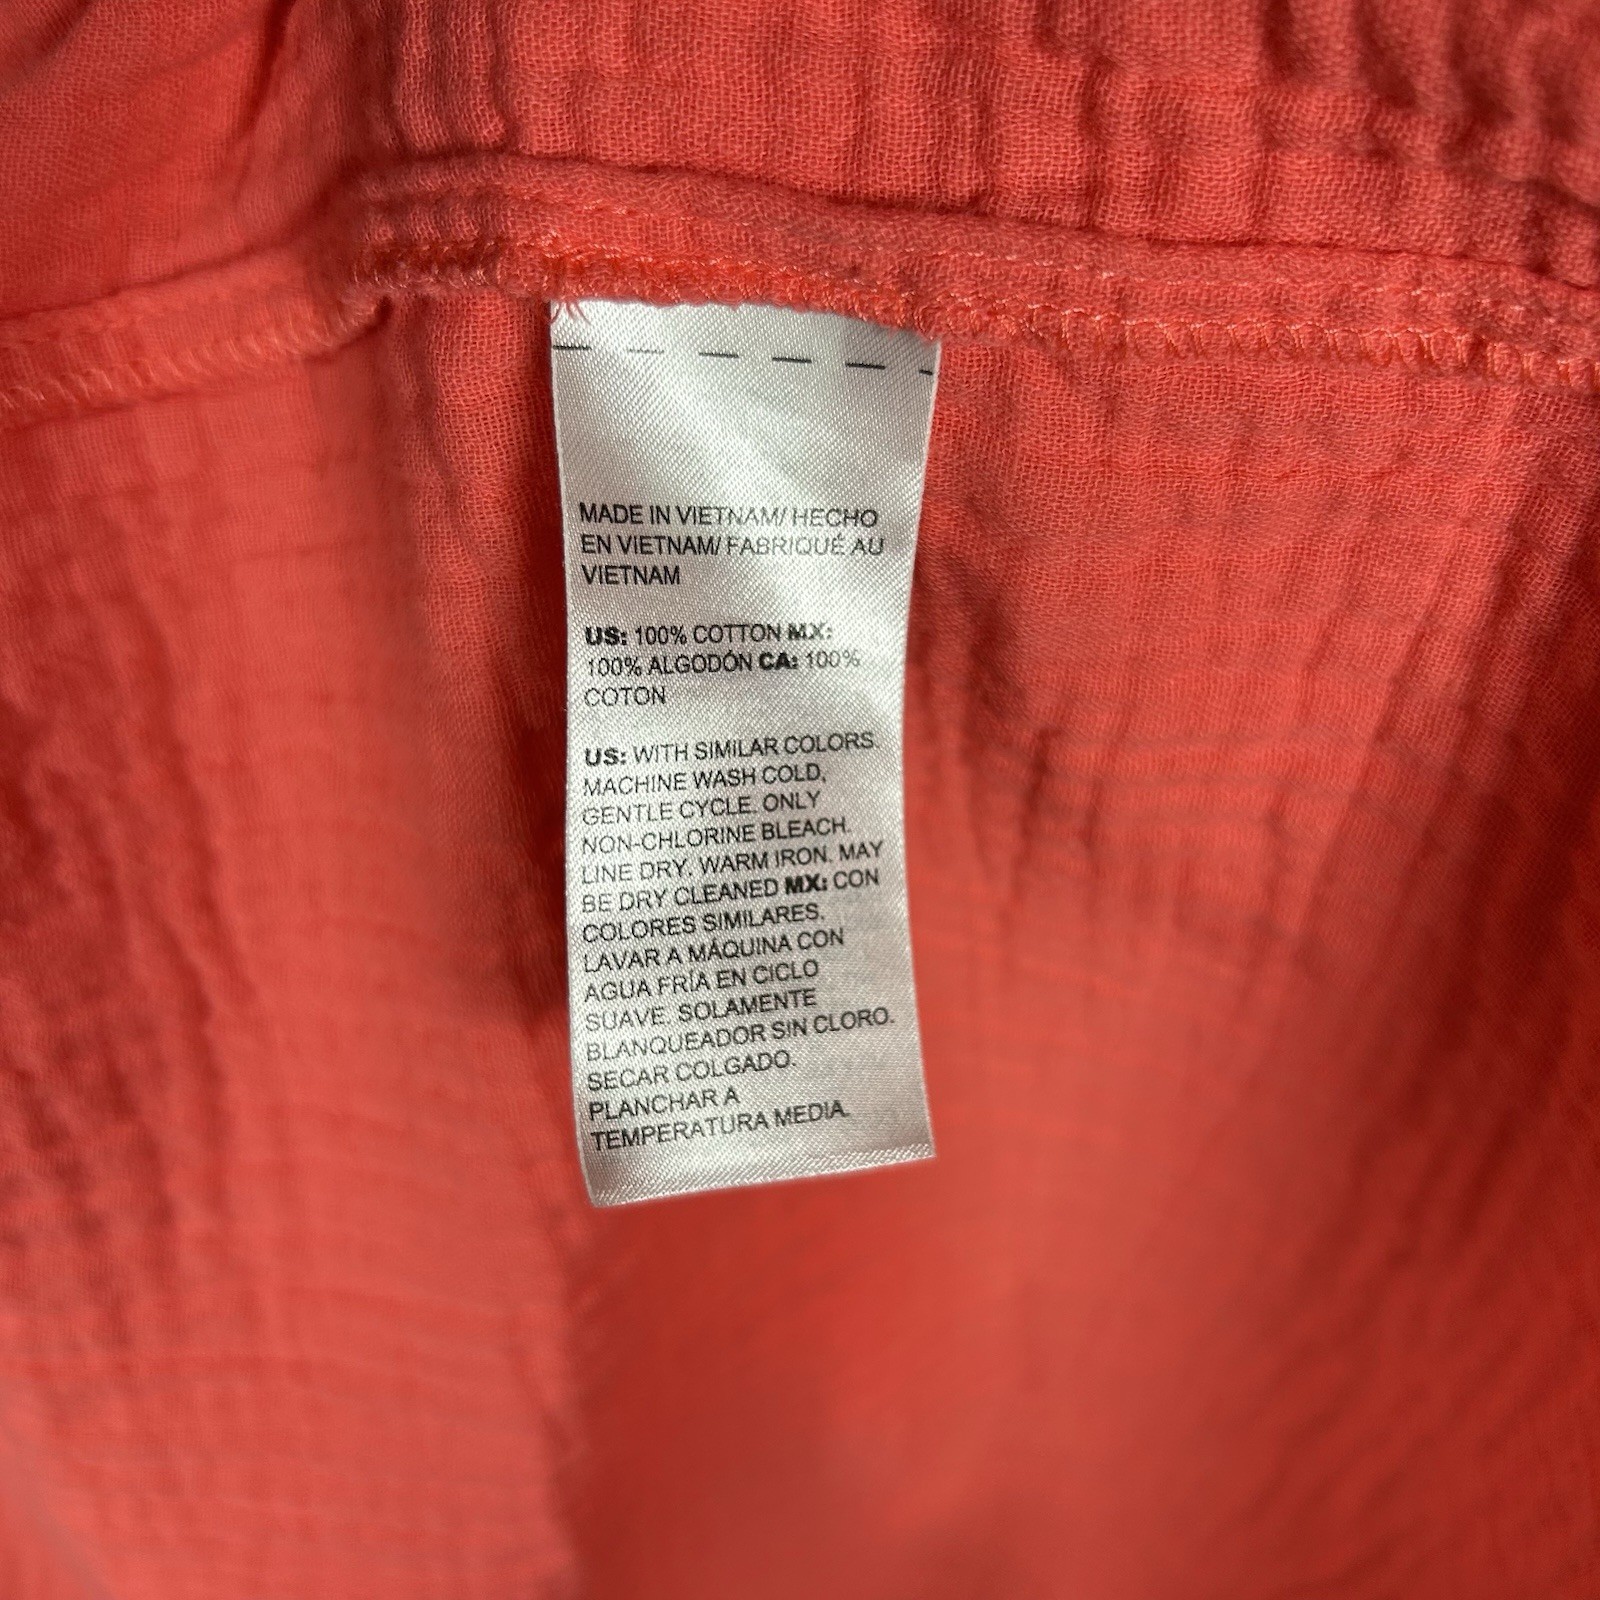 MADE IN VIETNAM/ HECHO
EN VIETNAM/ FABRIQUÉ AU
VIETNAM
US: 100% COTTON MX:
100% ALGODÓN CA: 100%
COTON
US: WITH SIMILAR COLORS.
MACHINE WASH COLD,
GENTLE CYCLE. ONLY
NON-CHLORINE BLEACH.
LINE DRY. WARM IRON. MAY
BE DRY CLEANED MX: CON
COLORES SIMILARES,
LAVAR A MÁQUINA CON
AGUA FRÍA EN CICLO
SUAVE. SOLAMENTE
BLANQUEADOR SIN CLORO.
SECAR COLGADO.
PLANCHAR A
TEMPERATURA MEDIA.